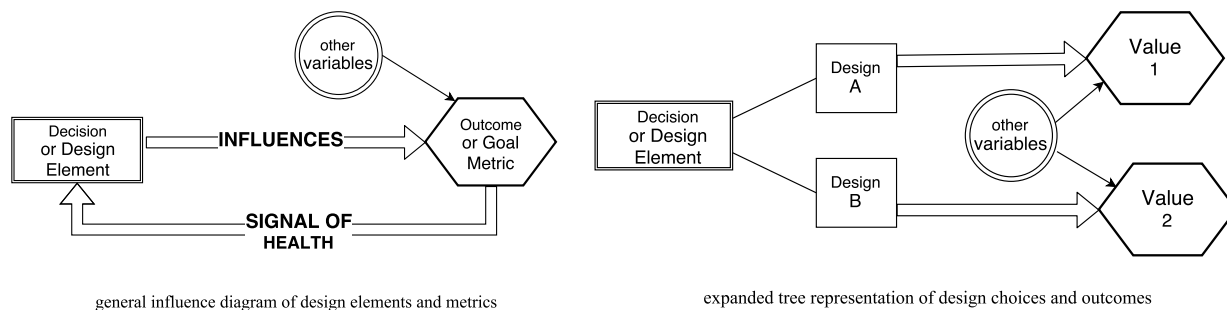 other
variables
Decision
or Design
Element
INFLUENCES
Outcome
or Goal
Metric
SIGNAL OF
HEALTH
general influence diagram of design elements and metrics
Decision
or Design
Element
Design
A
Design
B
other
variables
Value
1
Value
2
expanded tree representation of design choices and outcomes